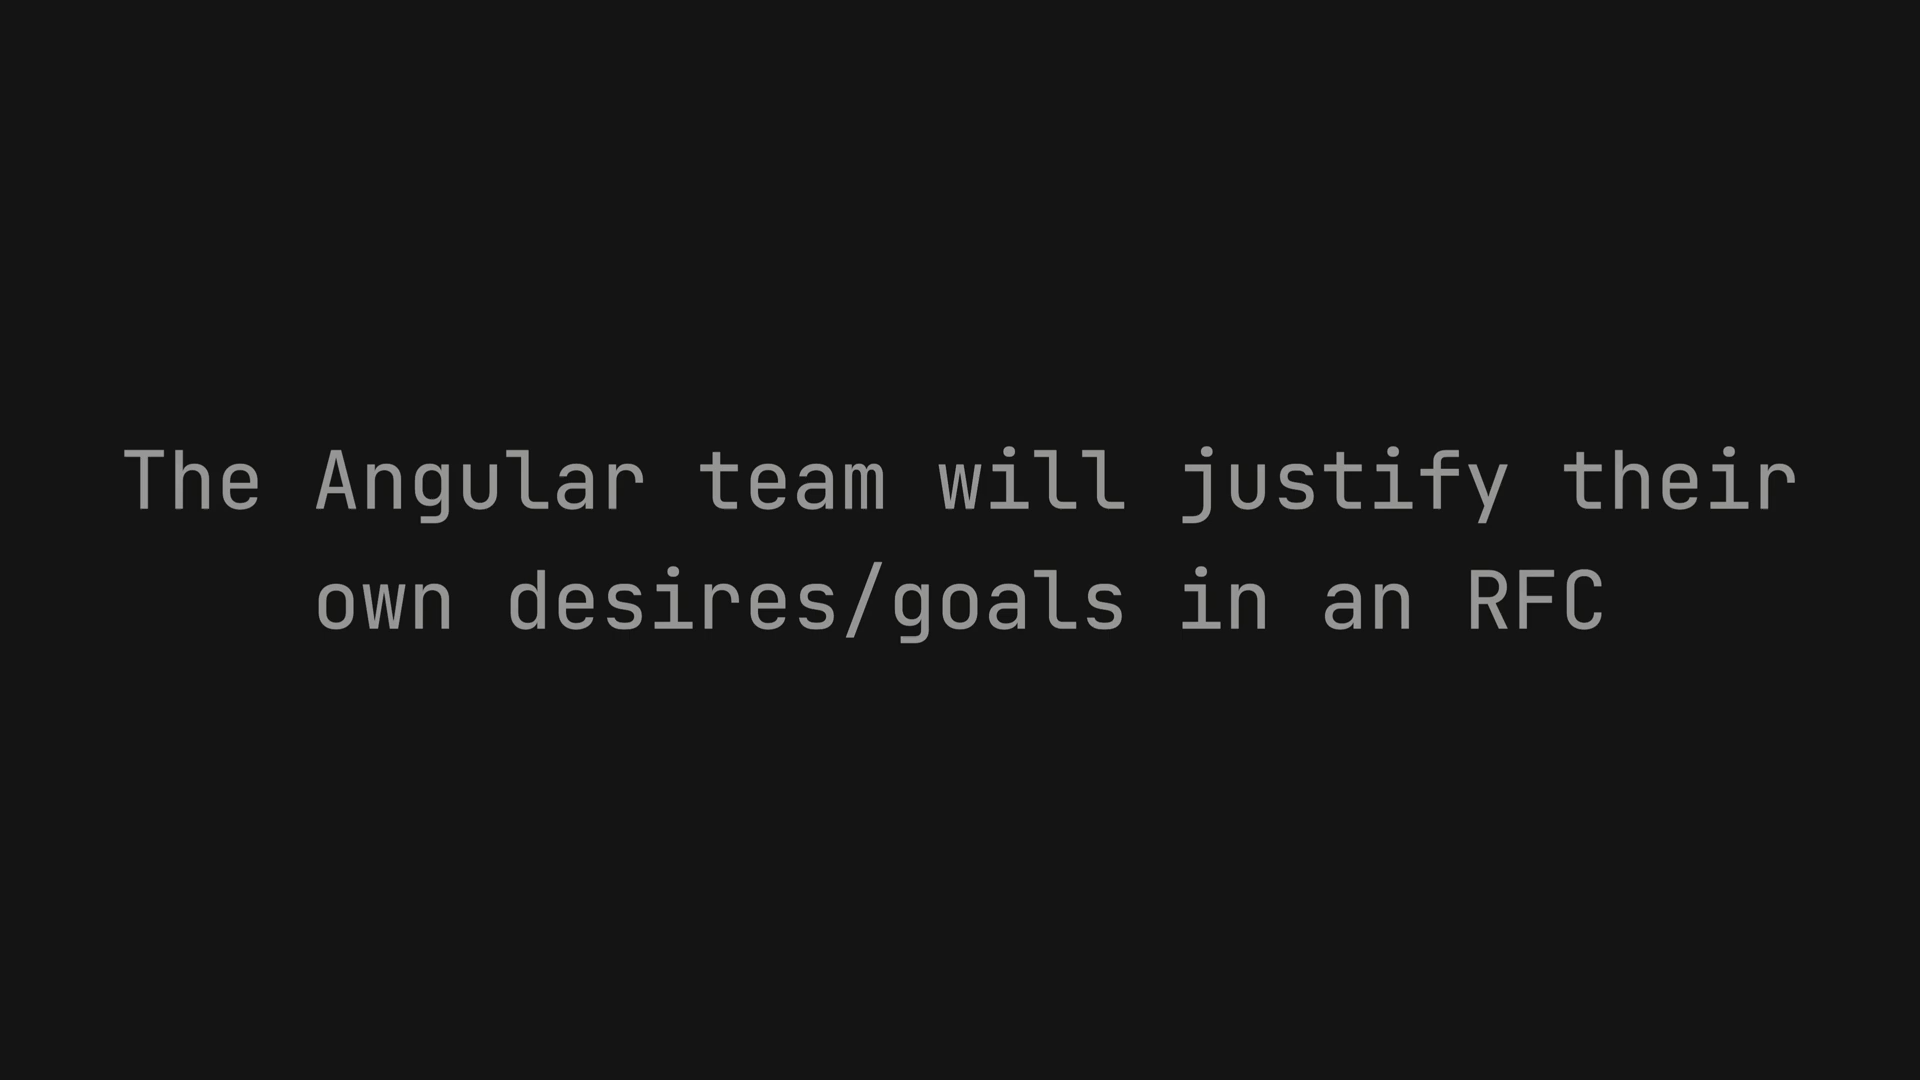 The Angular team will justify their
own desires/goals in an RFC